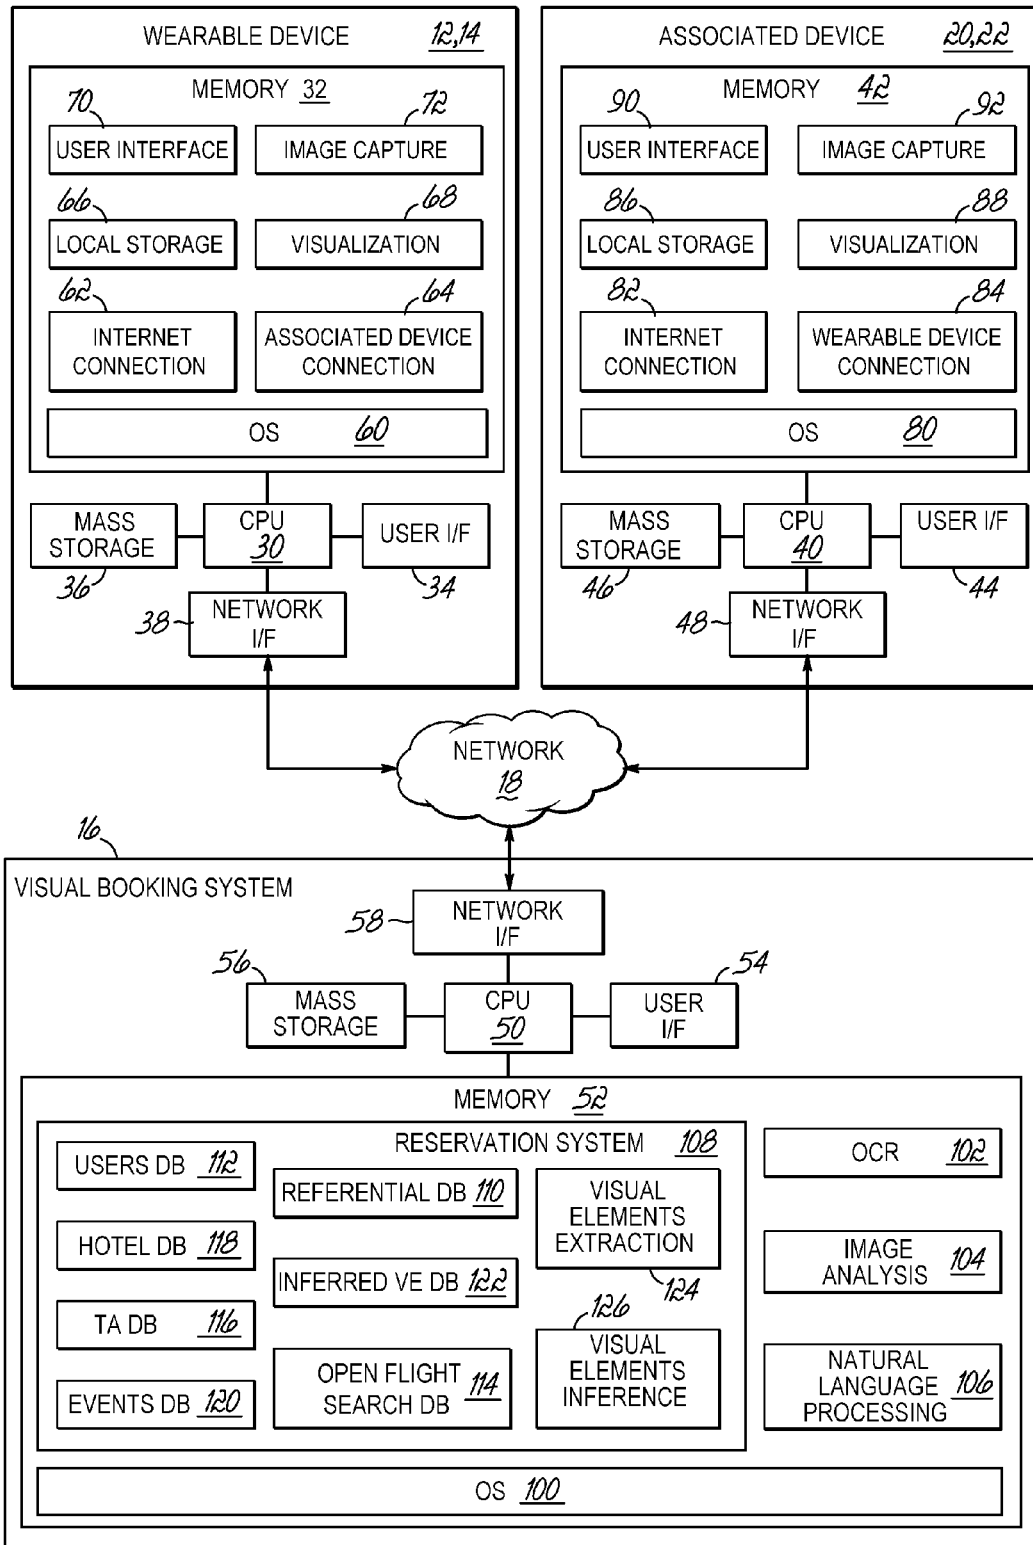 WEARABLE DEVICE 12,14
MEMORY 32
70
72
USER INTERFACE
IMAGE CAPTURE
66
68
LOCAL STORAGE
VISUALIZATION
62
64
INTERNET
CONNECTION
ASSOCIATED DEVICE
CONNECTION
OS 60
MASS
STORAGE
CPU
30
USER I/F
36
34
38
NETWORK
I/F
ASSOCIATED DEVICE 20,22
MEMORY 42
90
92
USER INTERFACE
IMAGE CAPTURE
86
88
LOCAL STORAGE
VISUALIZATION
82
84
INTERNET
CONNECTION
WEARABLE DEVICE
CONNECTION
OS 80
MASS
STORAGE
CPU
40
USER I/F
46
44
48
NETWORK
I/F
NETWORK
18
16
VISUAL BOOKING SYSTEM
58
NETWORK
I/F
56
54
MASS
STORAGE
CPU
50
USER
I/F
MEMORY 52
RESERVATION SYSTEM 108
USERS DB 112
HOTEL DB 118
TA DB 116
EVENTS DB 120
REFERENTIAL DB 110
INFERRED VE DB 122
OPEN FLIGHT
SEARCH DB 114
VISUAL
ELEMENTS
EXTRACTION
124
126
VISUAL
ELEMENTS
INFERENCE
OCR 102
IMAGE
ANALYSIS 104
NATURAL
LANGUAGE
PROCESSING 106
OS 100